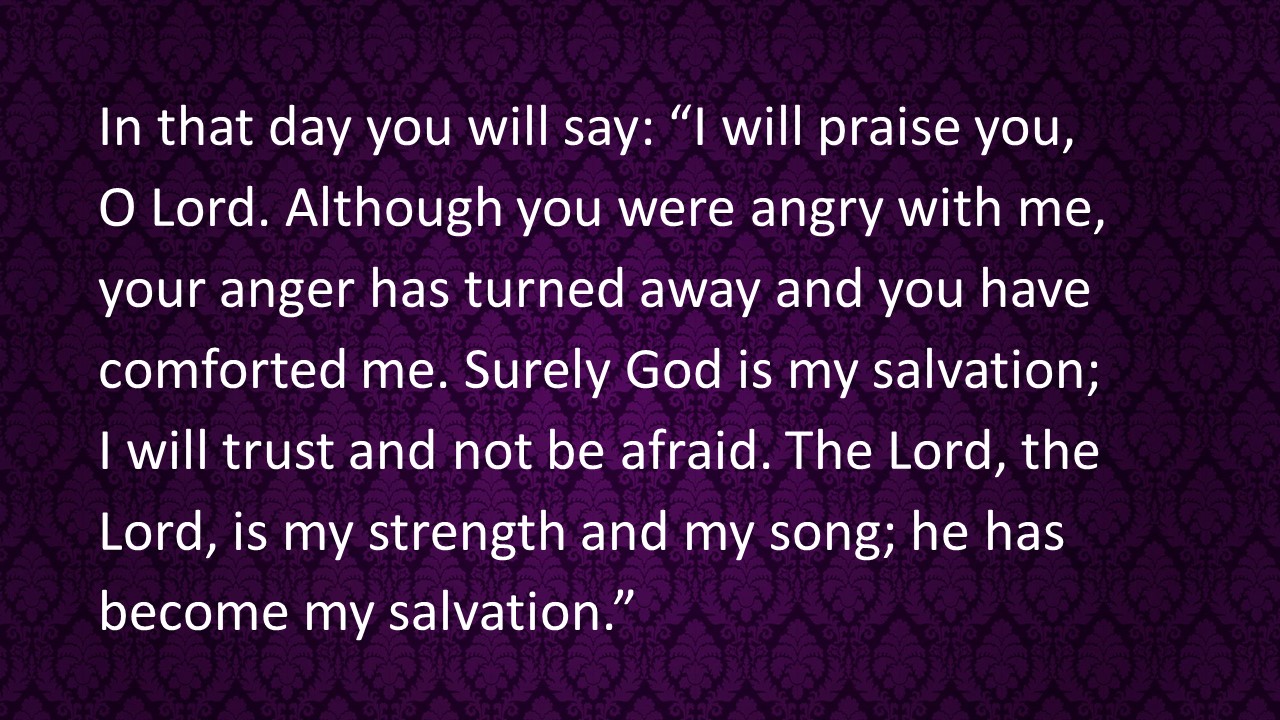 In that day you will say: “I will praise you,
O Lord. Although you were angry with me,
your anger has turned away and you have
comforted me. Surely God is my salvation;
I will trust and not be afraid. The Lord, the
Lord, is my strength and my song; he has
become my salvation.”